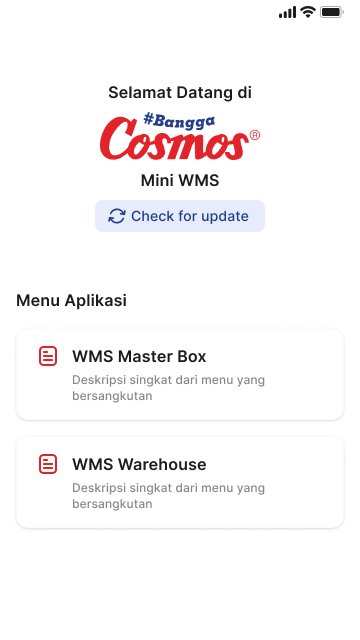 Selamat Datang di
#Bangga
Cosmos®
Mini WMS
Check for update
Menu Aplikasi
WMS Master Box
Deskripsi singkat dari menu yang
bersangkutan
WMS Warehouse
Deskripsi singkat dari menu yang
bersangkutan